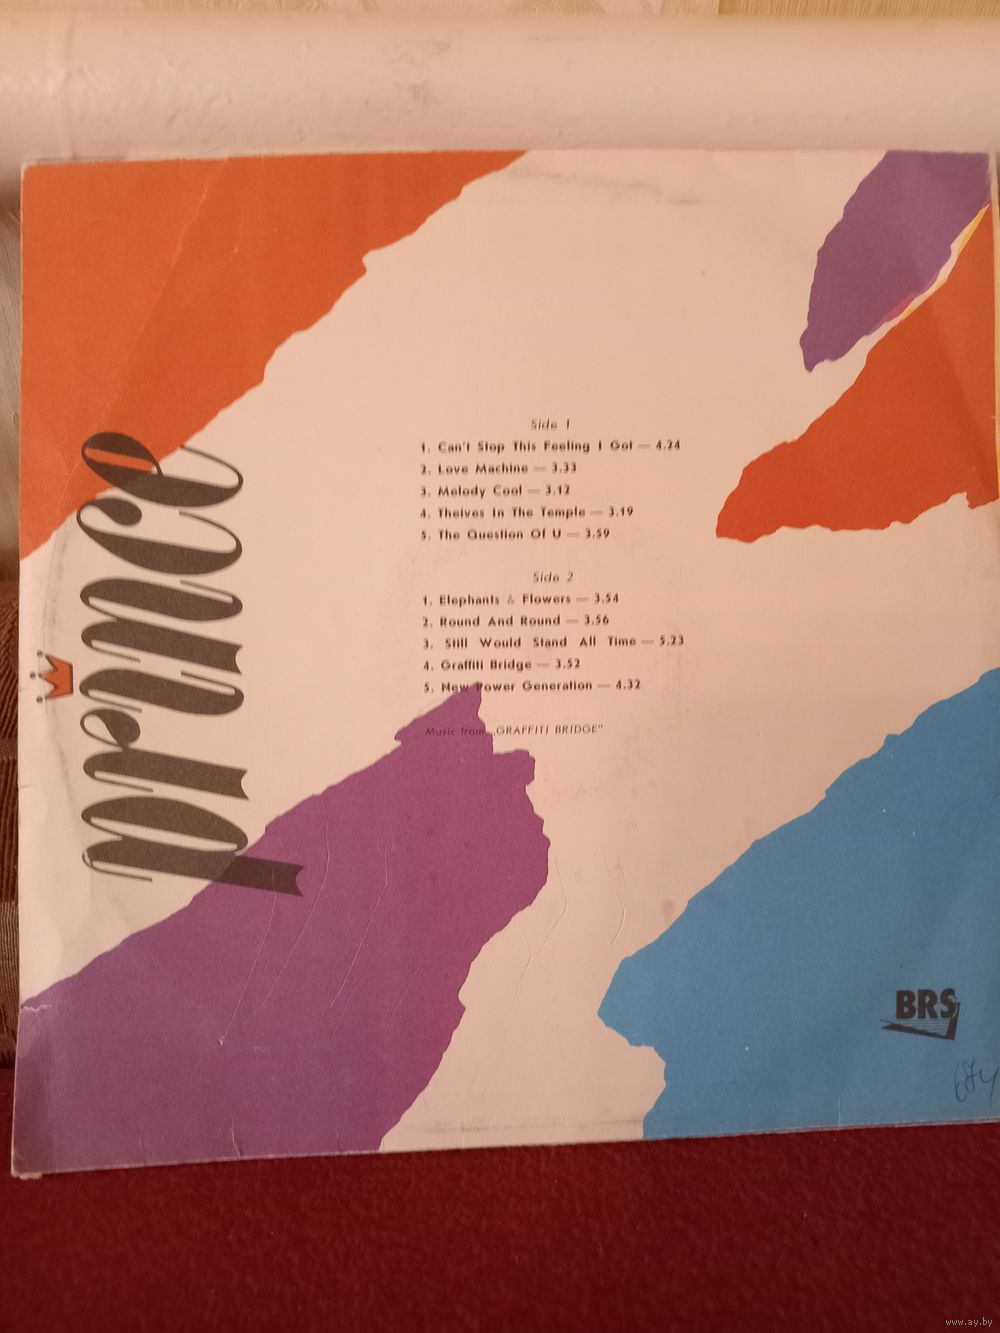 Prince
Side 1
1. Can't Stop This Feeling I Got — 4.24
2. Love Machine — 3.33
3. Melody Cool — 3.12
4. Theives In The Temple — 3.19
5. The Question Of U — 3.59
Side 2
1. Elephants & Flowers — 3.54
2. Round And Round — 3.56
3. Still Would Stand All Time — 5.23
4. Graffiti Bridge — 3.52
5. New Power Generation — 4.32
Music from „GRAFFITI BRIDGE"
BRS
www.ay.by